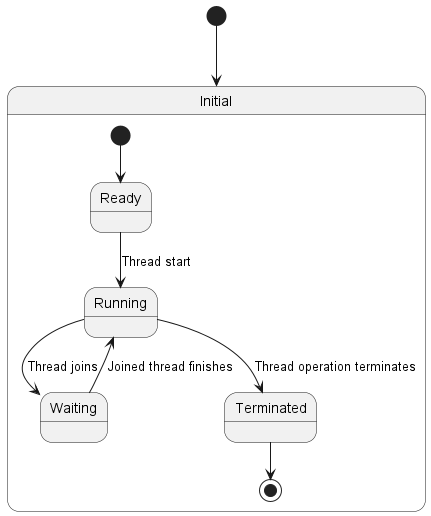 Initial
Ready
Thread start
Running
Thread joins
Joined thread finishes
Thread operation terminates
Waiting
Terminated